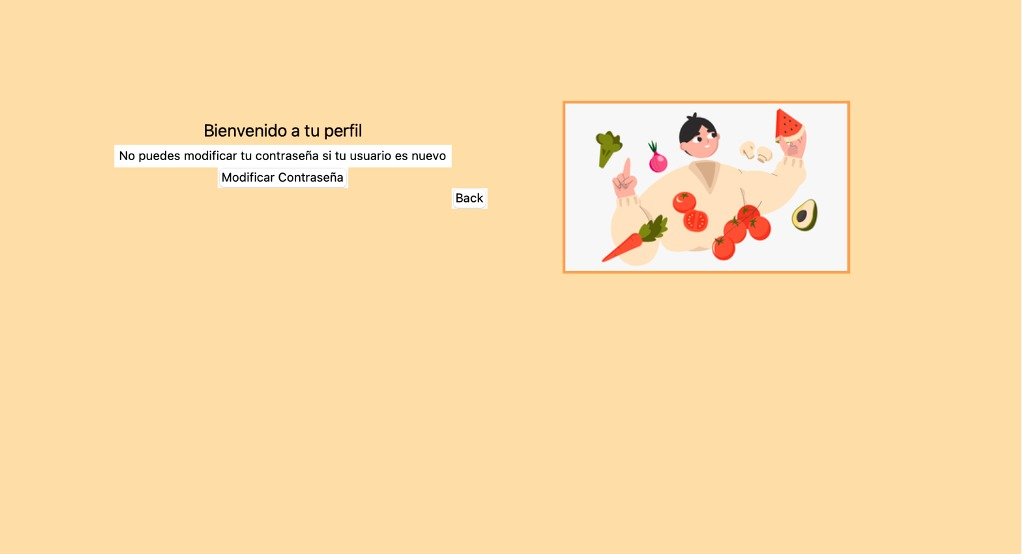 Bienvenido a tu perfil
No puedes modificar tu contraseña si tu usuario es nuevo
Modificar Contraseña
Back